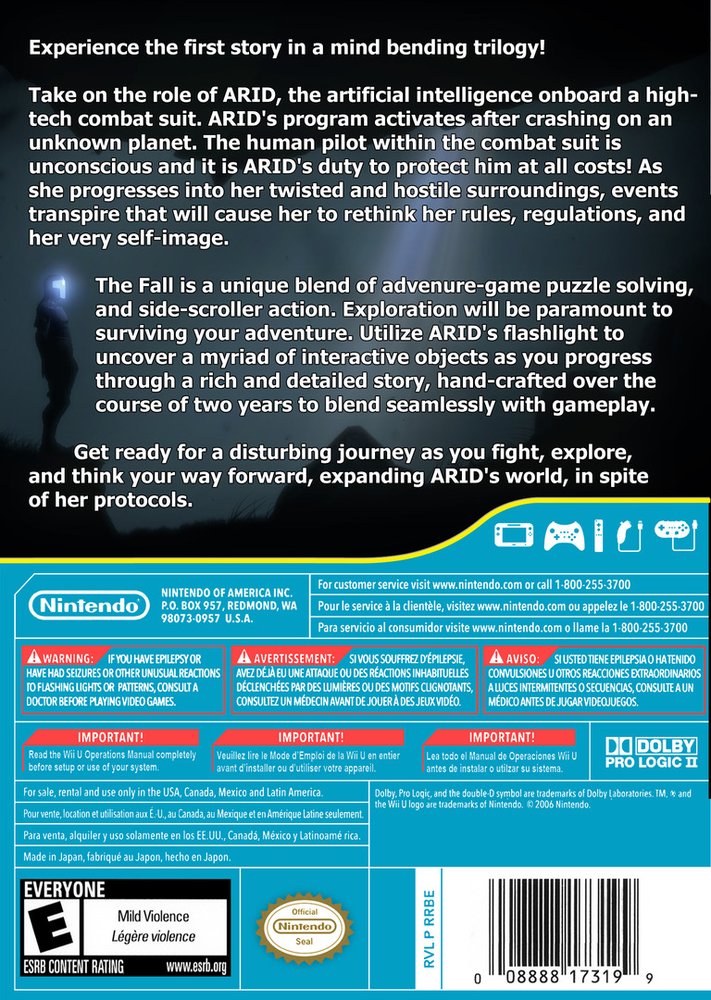 Experience the first story in a mind bending trilogy!
Take on the role of ARID, the artificial intelligence onboard a high-
tech combat suit. ARID's program activates after crashing on an
unknown planet. The human pilot within the combat suit is
unconscious and it is ARID's duty to protect him at all costs! As
she progresses into her twisted and hostile surroundings, events
transpire that will cause her to rethink her rules, regulations, and
her very self-image.
The Fall is a unique blend of advenure-game puzzle solving,
and side-scroller action. Exploration will be paramount to
surviving your adventure. Utilize ARID's flashlight to
uncover a myriad of interactive objects as you progress
through a rich and detailed story, hand-crafted over the
course of two years to blend seamlessly with gameplay.
Get ready for a disturbing journey as you fight, explore,
and think your way forward, expanding ARID's world, in spite
of her protocols.
Nintendo
NINTENDO OF AMERICA INC.
P.O. BOX 957, REDMOND, WA
98073-0957 U.S.A.
For customer service visit www.nintendo.com or call 1-800-255-3700
Pour le service à la clientèle, visitez www.nintendo.com ou appelez le 1-800-255-3700
Para servicio al consumidor visite www.nintendo.com o llame la 1-800-255-3700
WARNING: IF YOU HAVE EPILEPSY OR
HAVE HAD SEIZURES OR OTHER UNUSUAL REACTIONS
TO FLASHING LIGHTS OR PATTERNS, CONSULT A
DOCTOR BEFORE PLAYING VIDEO GAMES.
AVERTISSEMENT: SI VOUS SOUFFREZ D'ÉPILEPSIE,
AVEZ DÉJÀ EU UNE ATTAQUE OU DES RÉACTIONS INHABITUELLES
DÉCLENCHÉES PAR DES LUMIÈRES OU DES MOTIFS CLIGNOTANTS,
CONSULTEZ UN MÉDECIN AVANT DE JOUER À DES JEUX VIDÉO.
AVISO: SI USTED TIENE EPILEPSIA O HA TENIDO
CONVULSIONES U OTROS REACCIONES EXTRAORDINARIOS
A LUCES INTERMITENTES O SECUENCIAS, CONSULTE A UN
MÉDICO ANTES DE JUGAR VIDEOJUEGOS.
IMPORTANT!
Read the Wii U Operations Manual completely
before setup or use of your system.
IMPORTANT!
Veuillez lire le Mode d'Emploi de la Wii U en entier
avant d'installer ou d'utiliser votre appareil.
IMPORTANT!
Lea todo el Manual de Operaciones Wii U
antes de instalar o utilzar su sistema.
DOLBY
PRO LOGIC II
For sale, rental and use only in the USA, Canada, Mexico and Latin America.
Pour vente, location et utilisation aux É.-U., au Canada, au Mexique et en Amérique Latine seulement.
Para venta, alquiler y uso solamente en los EE.UU., Canadá, México y Latinoamé rica.
Made in Japan, fabriqué au Japon, hecho en Japon.
Dolby, Pro Logic, and the double-D symbol are trademarks of Dolby Laboratories. TM, ® and
the Wii U logo are trademarks of Nintendo. © 2006 Nintendo.
EVERYONE
E
Mild Violence
Légère violence
ESRB CONTENT RATING www.esrb.org
Official
Nintendo
Seal
RVL P RRBE
0 08888 17319 9